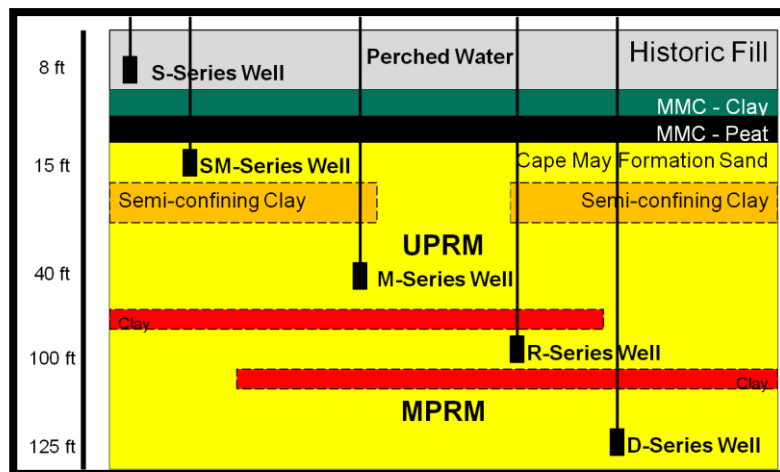 Historic Fill
Perched Water
8 ft
S-Series Well
MMC - Clay
MMC - Peat
15 ft
SM-Series Well
Cape May Formation Sand
Semi-confining Clay
Semi-confining Clay
UPRM
40 ft
M-Series Well
Clay
100 ft
R-Series Well
Clay
MPRM
125 ft
D-Series Well